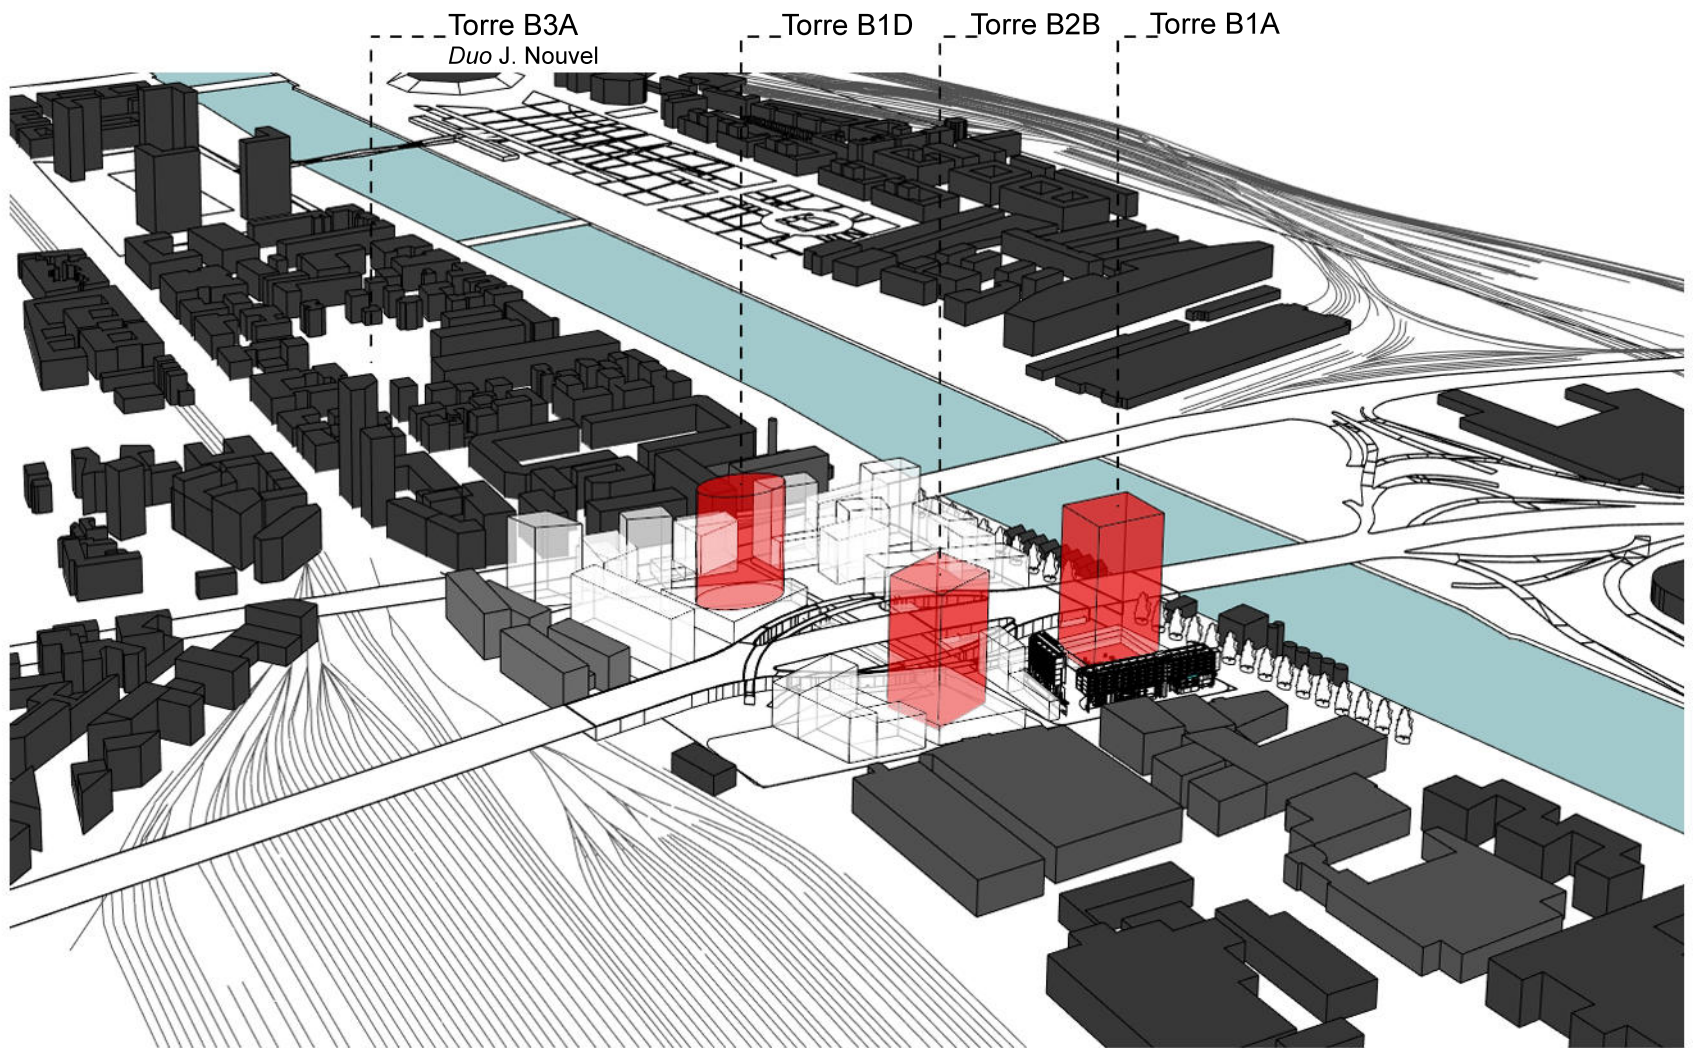 Torre B3A
Duo J. Nouvel
Torre B1D
Torre B2B
Torre B1A